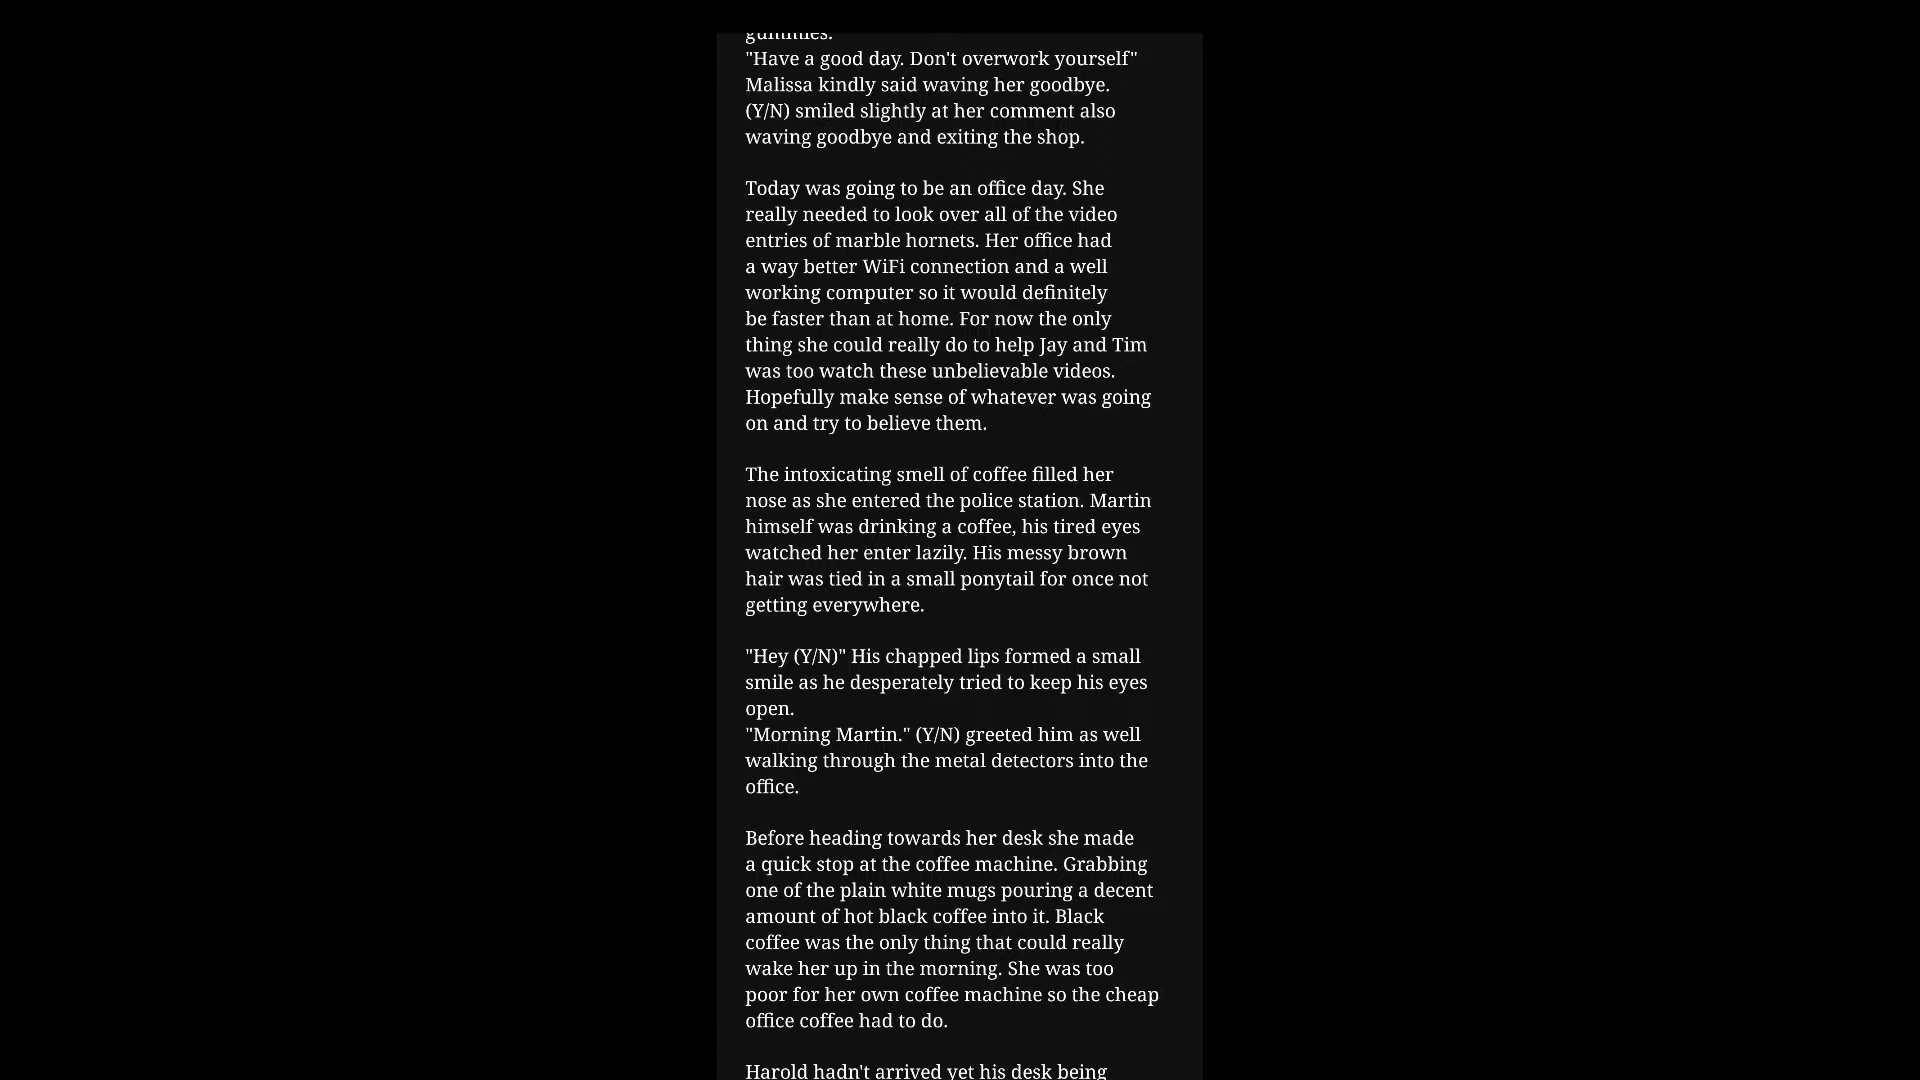 gummies.
"Have a good day. Don't overwork yourself"
Malissa kindly said waving her goodbye.
(Y/N) smiled slightly at her comment also
waving goodbye and exiting the shop.
Today was going to be an office day. She
really needed to look over all of the video
entries of marble hornets. Her office had
a way better WiFi connection and a well
working computer so it would definitely
be faster than at home. For now the only
thing she could really do to help Jay and Tim
was too watch these unbelievable videos.
Hopefully make sense of whatever was going
on and try to believe them.
The intoxicating smell of coffee filled her
nose as she entered the police station. Martin
himself was drinking a coffee, his tired eyes
watched her enter lazily. His messy brown
hair was tied in a small ponytail for once not
getting everywhere.
"Hey (Y/N)" His chapped lips formed a small
smile as he desperately tried to keep his eyes
open.
"Morning Martin." (Y/N) greeted him as well
walking through the metal detectors into the
office.
Before heading towards her desk she made
a quick stop at the coffee machine. Grabbing
one of the plain white mugs pouring a decent
amount of hot black coffee into it. Black
coffee was the only thing that could really
wake her up in the morning. She was too
poor for her own coffee machine so the cheap
office coffee had to do.
Harold hadn't arrived yet his desk being